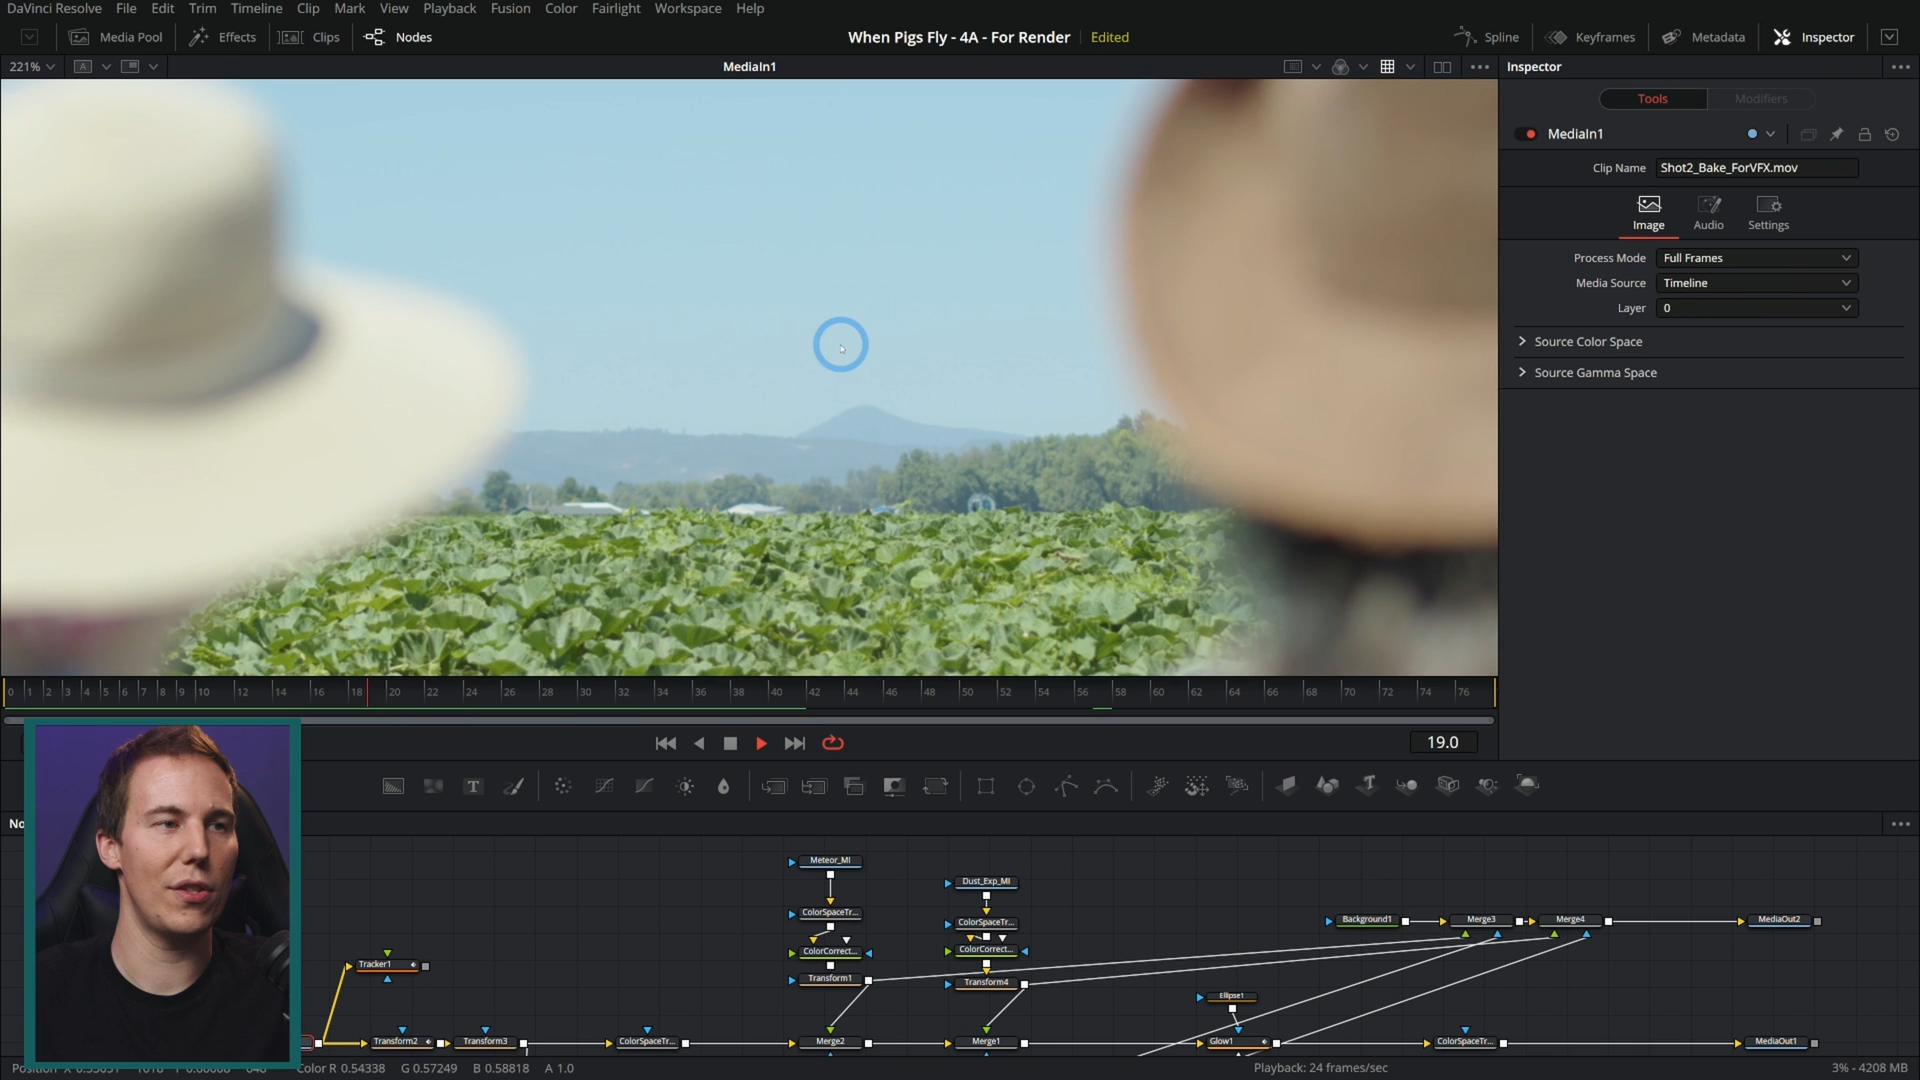 DaVinci Resolve File Edit Trim Timeline Clip Mark View Playback Fusion Color Fairlight Workspace Help
Media Pool Effects Clips Nodes When Pigs Fly - 4A - For Render Edited Spline Keyframes Metadata Inspector
221% A MediaIn1 Inspector
Tools Modifiers
MediaIn1
Clip Name Shot2_Bake_ForVFX.mov
Image Audio Settings
Process Mode Full Frames
Media Source Timeline
Layer 0
Source Color Space
Source Gamma Space
0 1 2 3 4 5 6 7 8 9 10 12 14 16 18 20 22 24 26 28 30 32 34 36 38 40 42 44 46 48 50 52 54 56 58 60 62 64 66 68 70 72 74 76
19.0
T T
No
Meteor_MI
Dust_Exp_MI
ColorSpaceTr...
ColorSpaceTr...
Background1 Merge3 Merge4 MediaOut2
ColorCorrect...
ColorCorrect...
Tracker1
Transform1
Transform4
Ellipse1
Transform2 Transform3 ColorSpaceTr... Merge2 Merge1 Glow1 ColorSpaceTr... MediaOut1
Position Color R 0.54338 G 0.57249 B 0.58818 A 1.0 Playback: 24 frames/sec 3% - 4208 MB